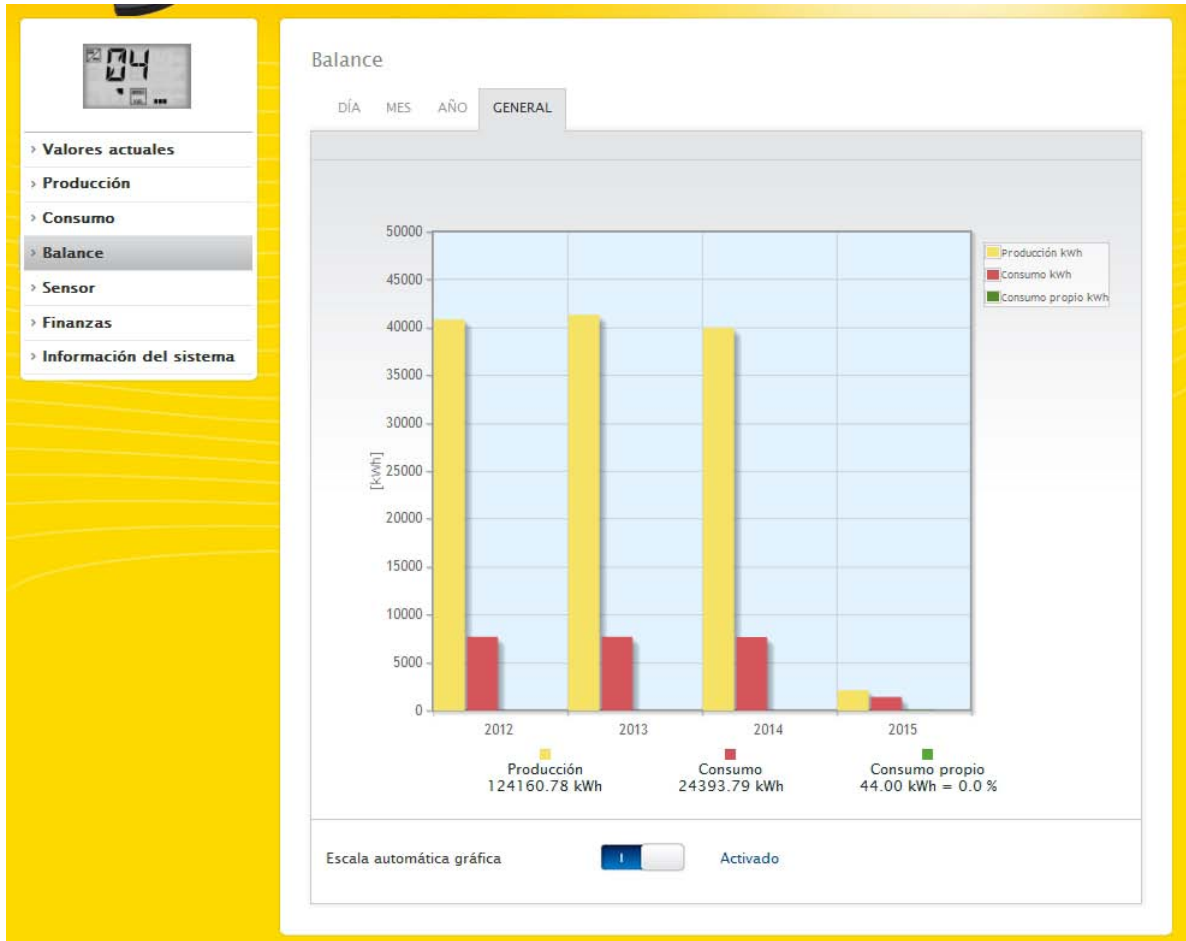 04
Valores actuales
Producción
Consumo
Balance
Sensor
Finanzas
Información del sistema
Balance
DÍA MES AÑO GENERAL
50000
45000
40000
35000
30000
25000
20000
15000
10000
5000
0
[kWh]
2012 2013 2014 2015
Producción kWh
Consumo kWh
Consumo propio kWh
Producción
124160.78 kWh
Consumo
24393.79 kWh
Consumo propio
44.00 kWh = 0.0 %
Escala automática gráfica I Activado